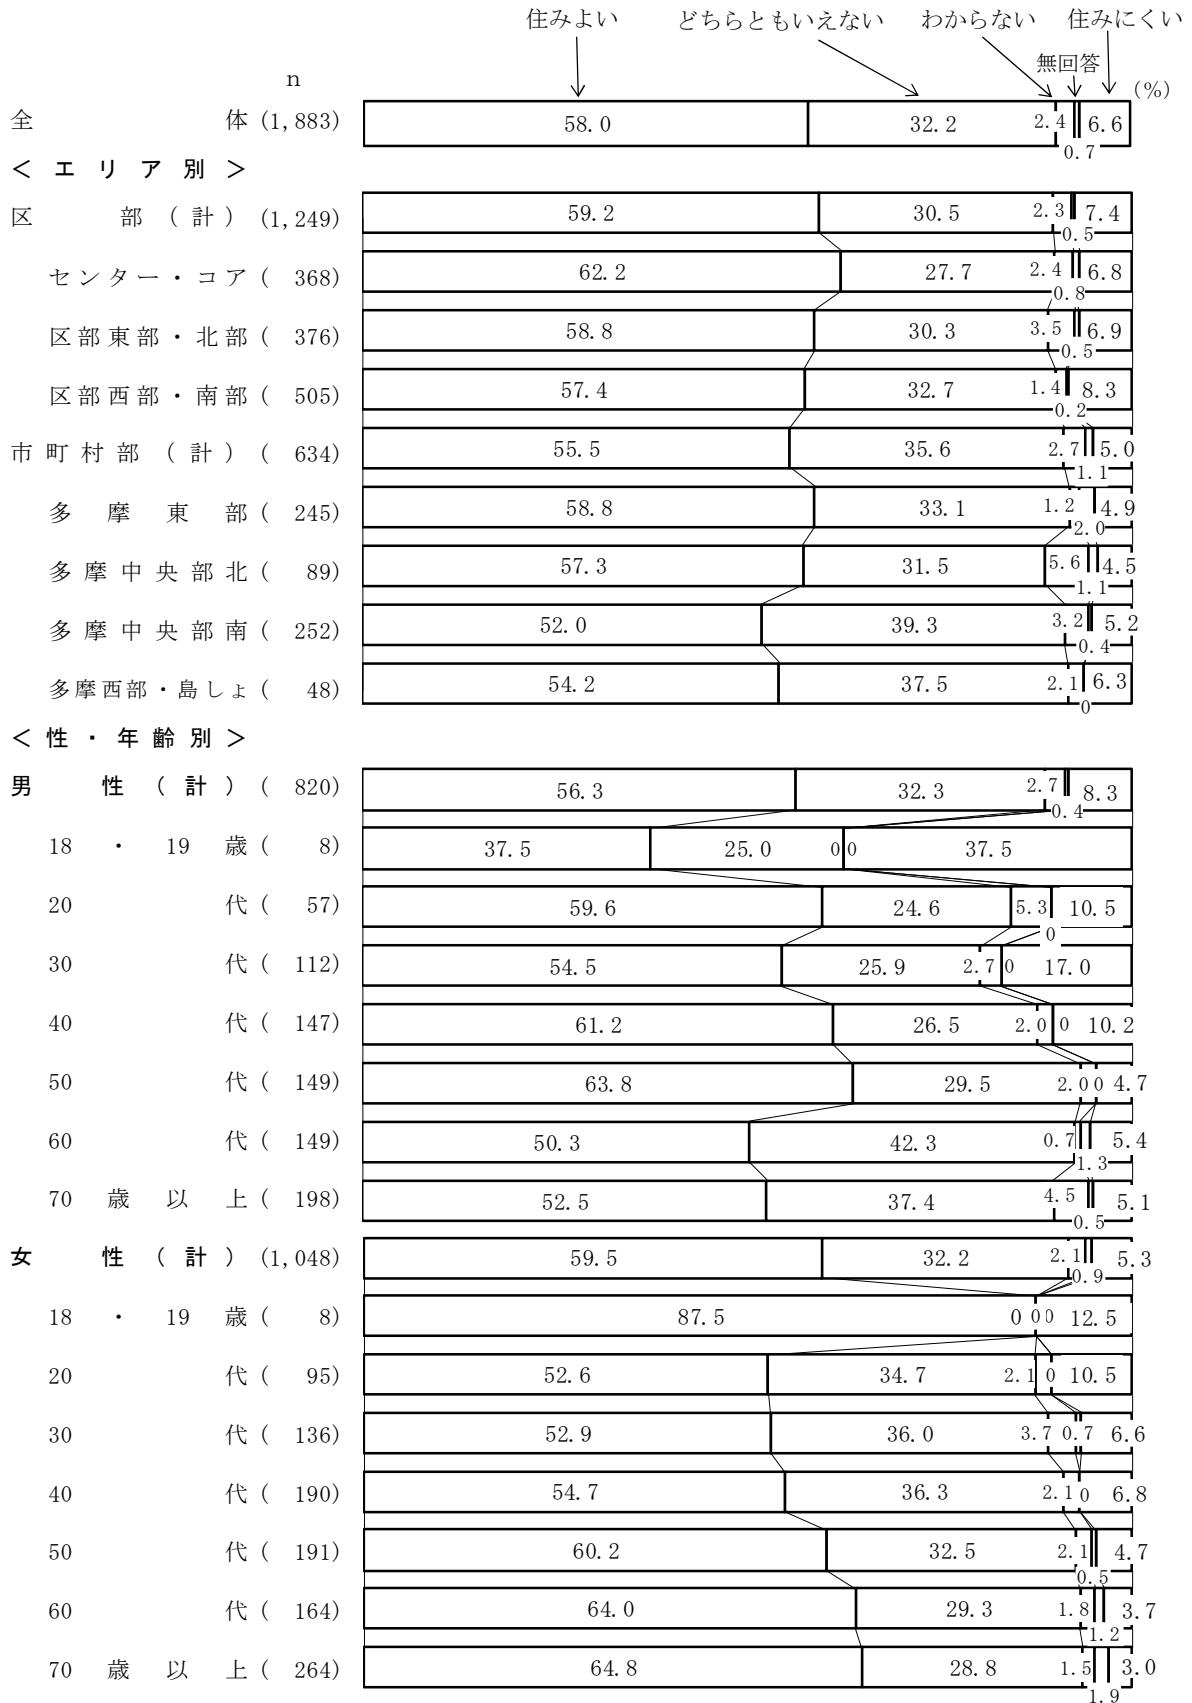 住みよい どちらともいえない わからない 住みにくい
無回答
n
(%)
全体 (1,883) 58.0 32.2 2.4 0.7 6.6
＜エリア別＞
区部（計） (1,249) 59.2 30.5 2.3 0.5 7.4
センター・コア ( 368) 62.2 27.7 2.4 0.8 6.8
区部東部・北部 ( 376) 58.8 30.3 3.5 0.5 6.9
区部西部・南部 ( 505) 57.4 32.7 1.4 0.2 8.3
市町村部（計） ( 634) 55.5 35.6 2.7 1.1 5.0
多摩東部 ( 245) 58.8 33.1 1.2 2.0 4.9
多摩中央部北 ( 89) 57.3 31.5 5.6 1.1 4.5
多摩中央部南 ( 252) 52.0 39.3 3.2 0.4 5.2
多摩西部・島しょ ( 48) 54.2 37.5 2.1 0 6.3
＜性・年齢別＞
男性（計） ( 820) 56.3 32.3 2.7 0.4 8.3
18・19歳 ( 8) 37.5 25.0 0 0 37.5
20代 ( 57) 59.6 24.6 5.3 0 10.5
30代 ( 112) 54.5 25.9 2.7 0 17.0
40代 ( 147) 61.2 26.5 2.0 0 10.2
50代 ( 149) 63.8 29.5 2.0 0 4.7
60代 ( 149) 50.3 42.3 0.7 1.3 5.4
70歳以上 ( 198) 52.5 37.4 4.5 0.5 5.1
女性（計） (1,048) 59.5 32.2 2.1 0.9 5.3
18・19歳 ( 8) 87.5 0 0 0 12.5
20代 ( 95) 52.6 34.7 2.1 0 10.5
30代 ( 136) 52.9 36.0 3.7 0.7 6.6
40代 ( 190) 54.7 36.3 2.1 0 6.8
50代 ( 191) 60.2 32.5 2.1 0.5 4.7
60代 ( 164) 64.0 29.3 1.8 1.2 3.7
70歳以上 ( 264) 64.8 28.8 1.5 1.9 3.0